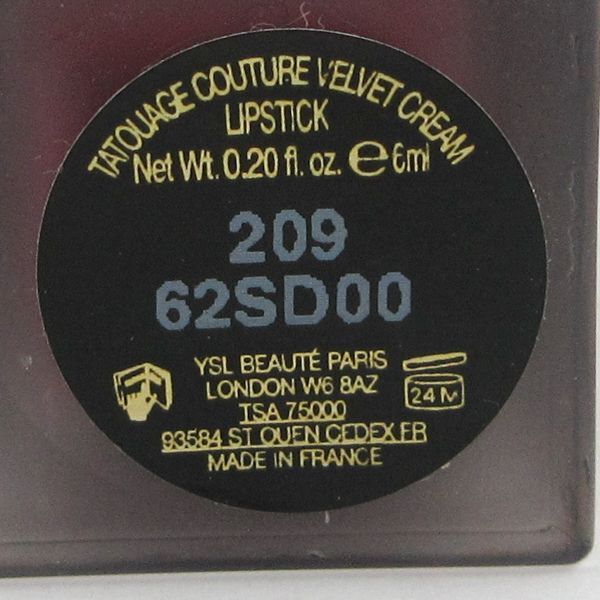 TATOUAGE COUTURE VELVET CREAM
LIPSTICK
Net Wt. 0.20 fl. oz. ℮ 6ml
209
62SD00
YSL BEAUTÉ PARIS
LONDON W6 8AZ
TSA 75000
93584 ST OUEN CEDEX FR
MADE IN FRANCE
24 M